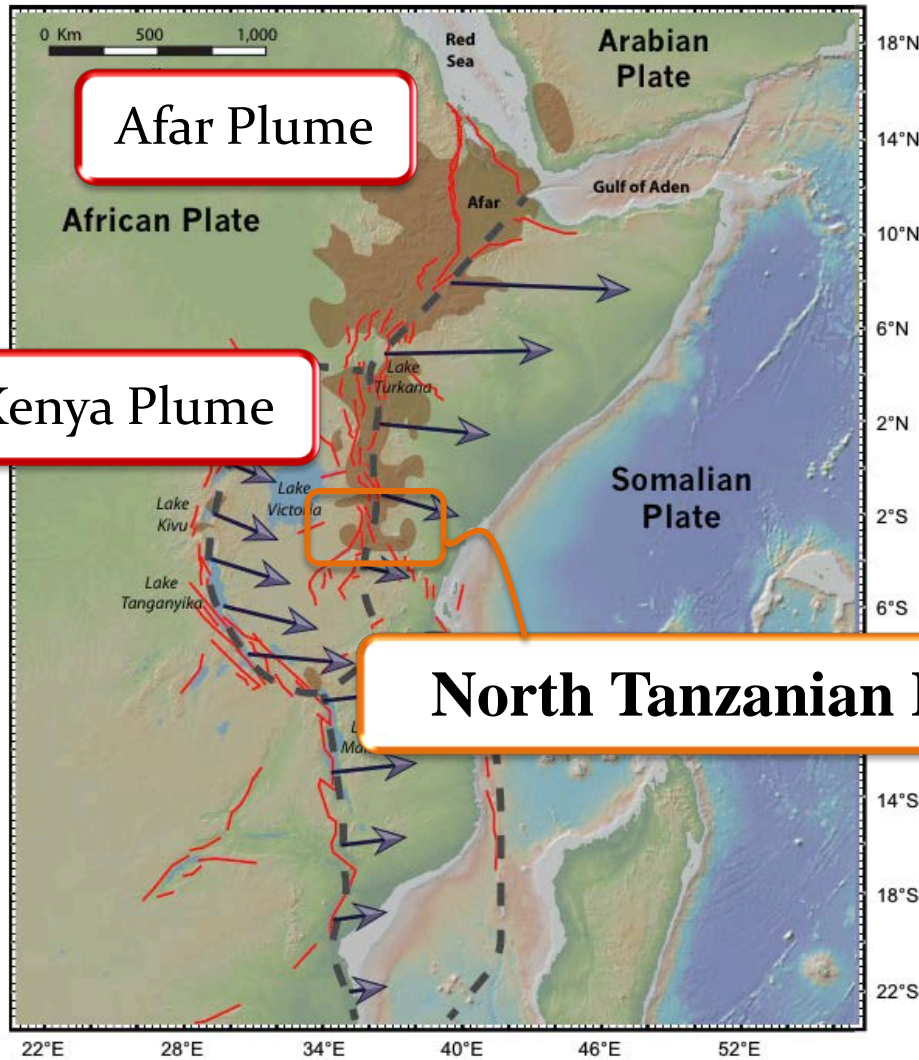 0 Km 500 1,000
Red
Sea
Arabian
Plate
18°N
Afar Plume
14°N
Gulf of Aden
Afar
African Plate
10°N
6°N
Lake
Turkana
Kenya Plume
2°N
Lake
Victoria
Somalian
Plate
Lake
Kivu
2°S
Lake
Tanganyika
6°S
North Tanzanian
14°S
18°S
22°S
22°E 28°E 34°E 40°E 46°E 52°E